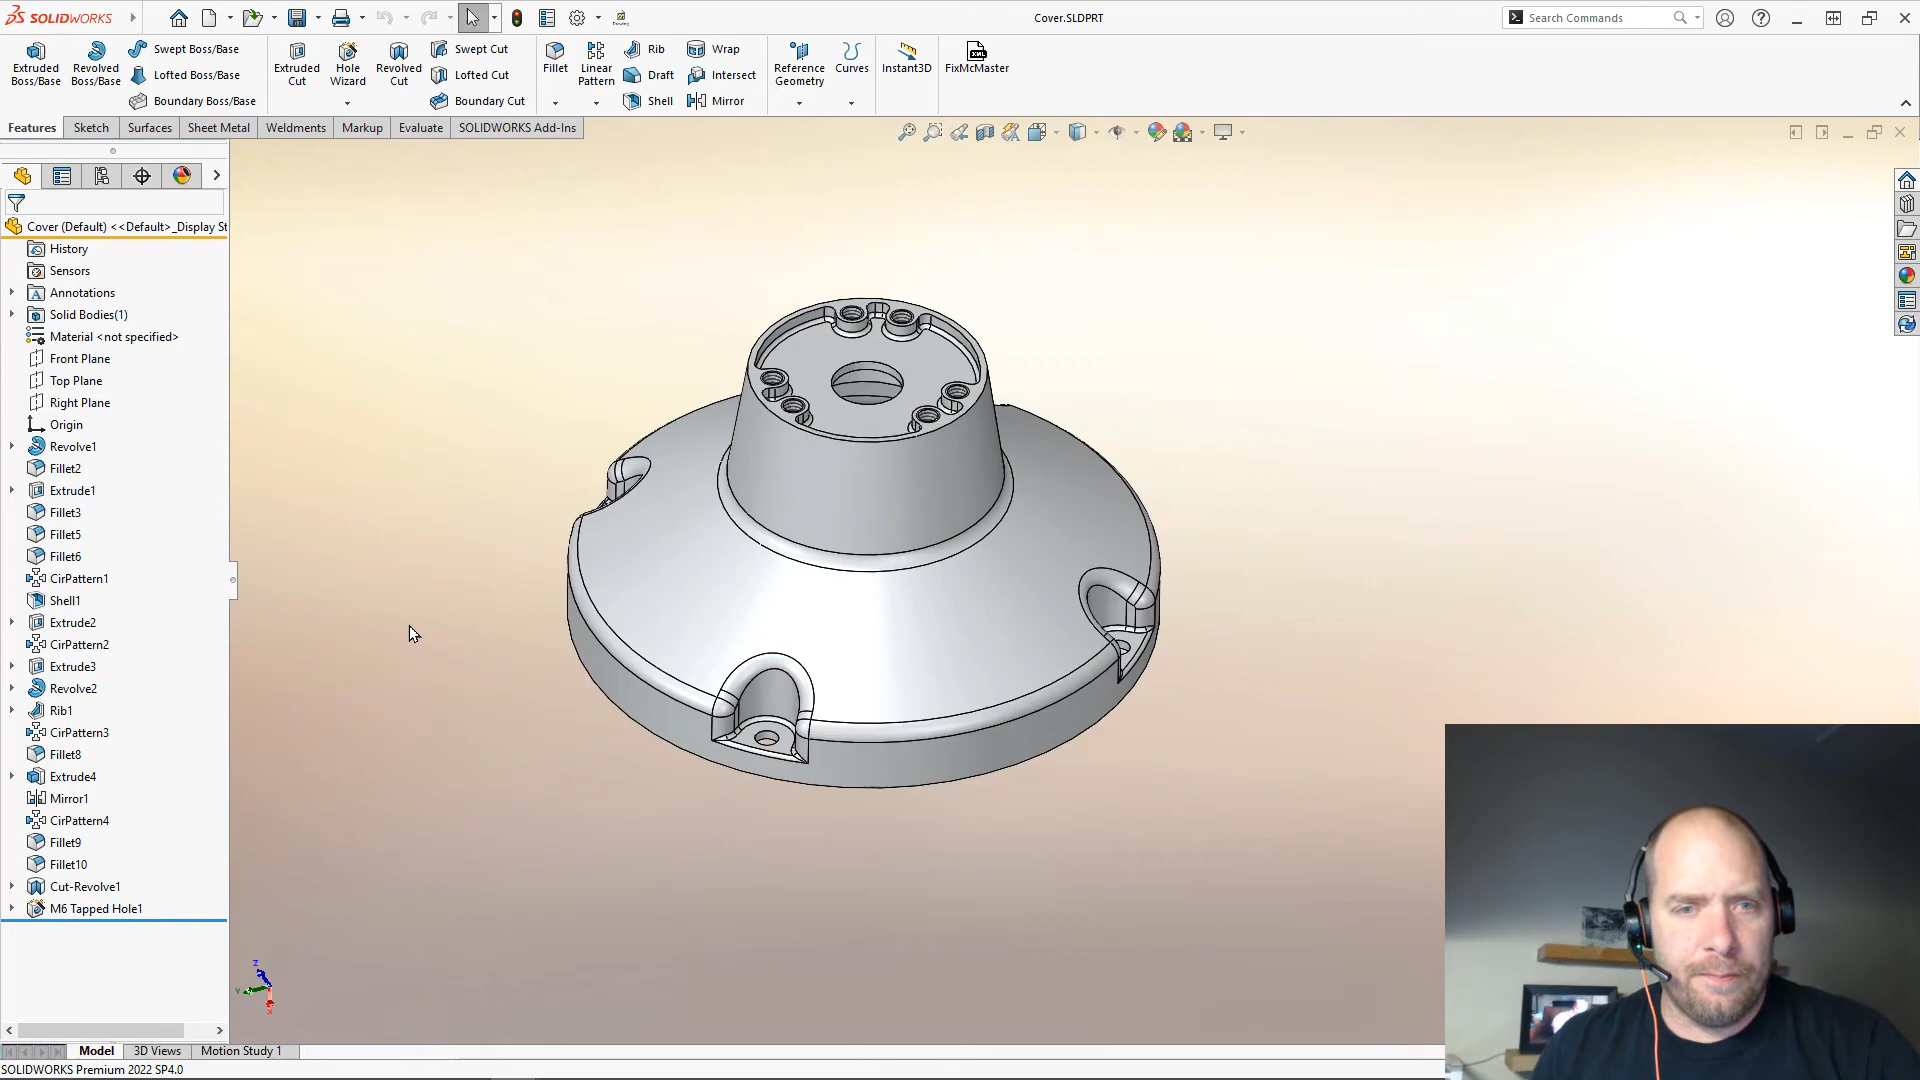 SOLIDWORKS
Cover.SLDPRT
Search Commands
Extruded Boss/Base
Revolved Boss/Base
Swept Boss/Base
Lofted Boss/Base
Boundary Boss/Base
Extruded Cut
Hole Wizard
Revolved Cut
Swept Cut
Lofted Cut
Boundary Cut
Fillet
Linear Pattern
Rib
Draft
Shell
Wrap
Intersect
Mirror
Reference Geometry
Curves
Instant3D
FixMcMaster
Features
Sketch
Surfaces
Sheet Metal
Weldments
Markup
Evaluate
SOLIDWORKS Add-Ins
Cover (Default) <<Default>_Display St
History
Sensors
Annotations
Solid Bodies(1)
Material <not specified>
Front Plane
Top Plane
Right Plane
Origin
Revolve1
Fillet2
Extrude1
Fillet3
Fillet5
Fillet6
CirPattern1
Shell1
Extrude2
CirPattern2
Extrude3
Revolve2
Rib1
CirPattern3
Fillet8
Extrude4
Mirror1
CirPattern4
Fillet9
Fillet10
Cut-Revolve1
M6 Tapped Hole1
Z
Y
X
Model
3D Views
Motion Study 1
SOLIDWORKS Premium 2022 SP4.0